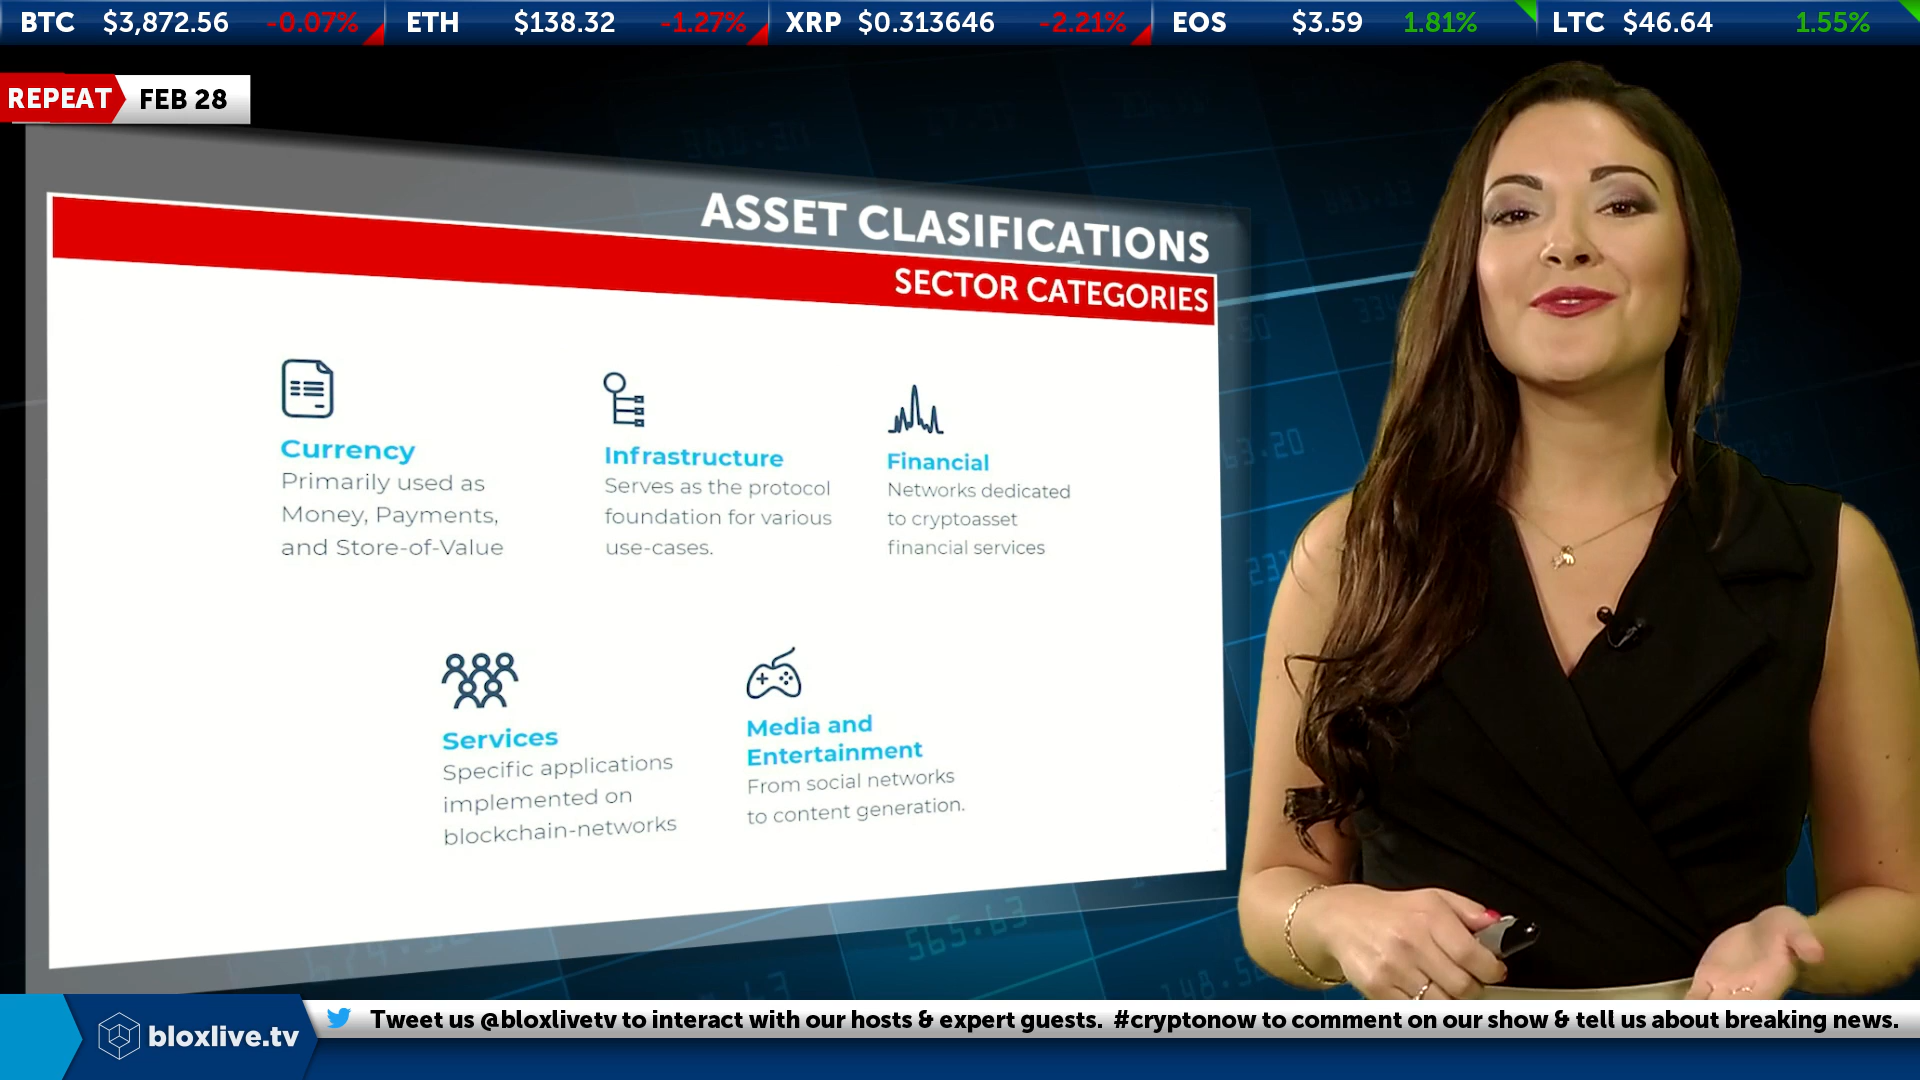 BTC $3,872.56 -0.07% ETH $138.32 -1.27% XRP $0.313646 -2.21% EOS $3.59 1.81% LTC $46.64 1.55%
REPEAT FEB 28
ASSET CLASIFICATIONS
SECTOR CATEGORIES
Currency
Primarily used as
Money, Payments,
and Store-of-Value
Infrastructure
Serves as the protocol
foundation for various
use-cases.
Financial
Networks dedicated
to cryptoasset
financial services
Services
Specific applications
implemented on
blockchain-networks
Media and
Entertainment
From social networks
to content generation.
565.63
bloxlive.tv
Tweet us @bloxlivetv to interact with our hosts & expert guests. #cryptonow to comment on our show & tell us about breaking news.